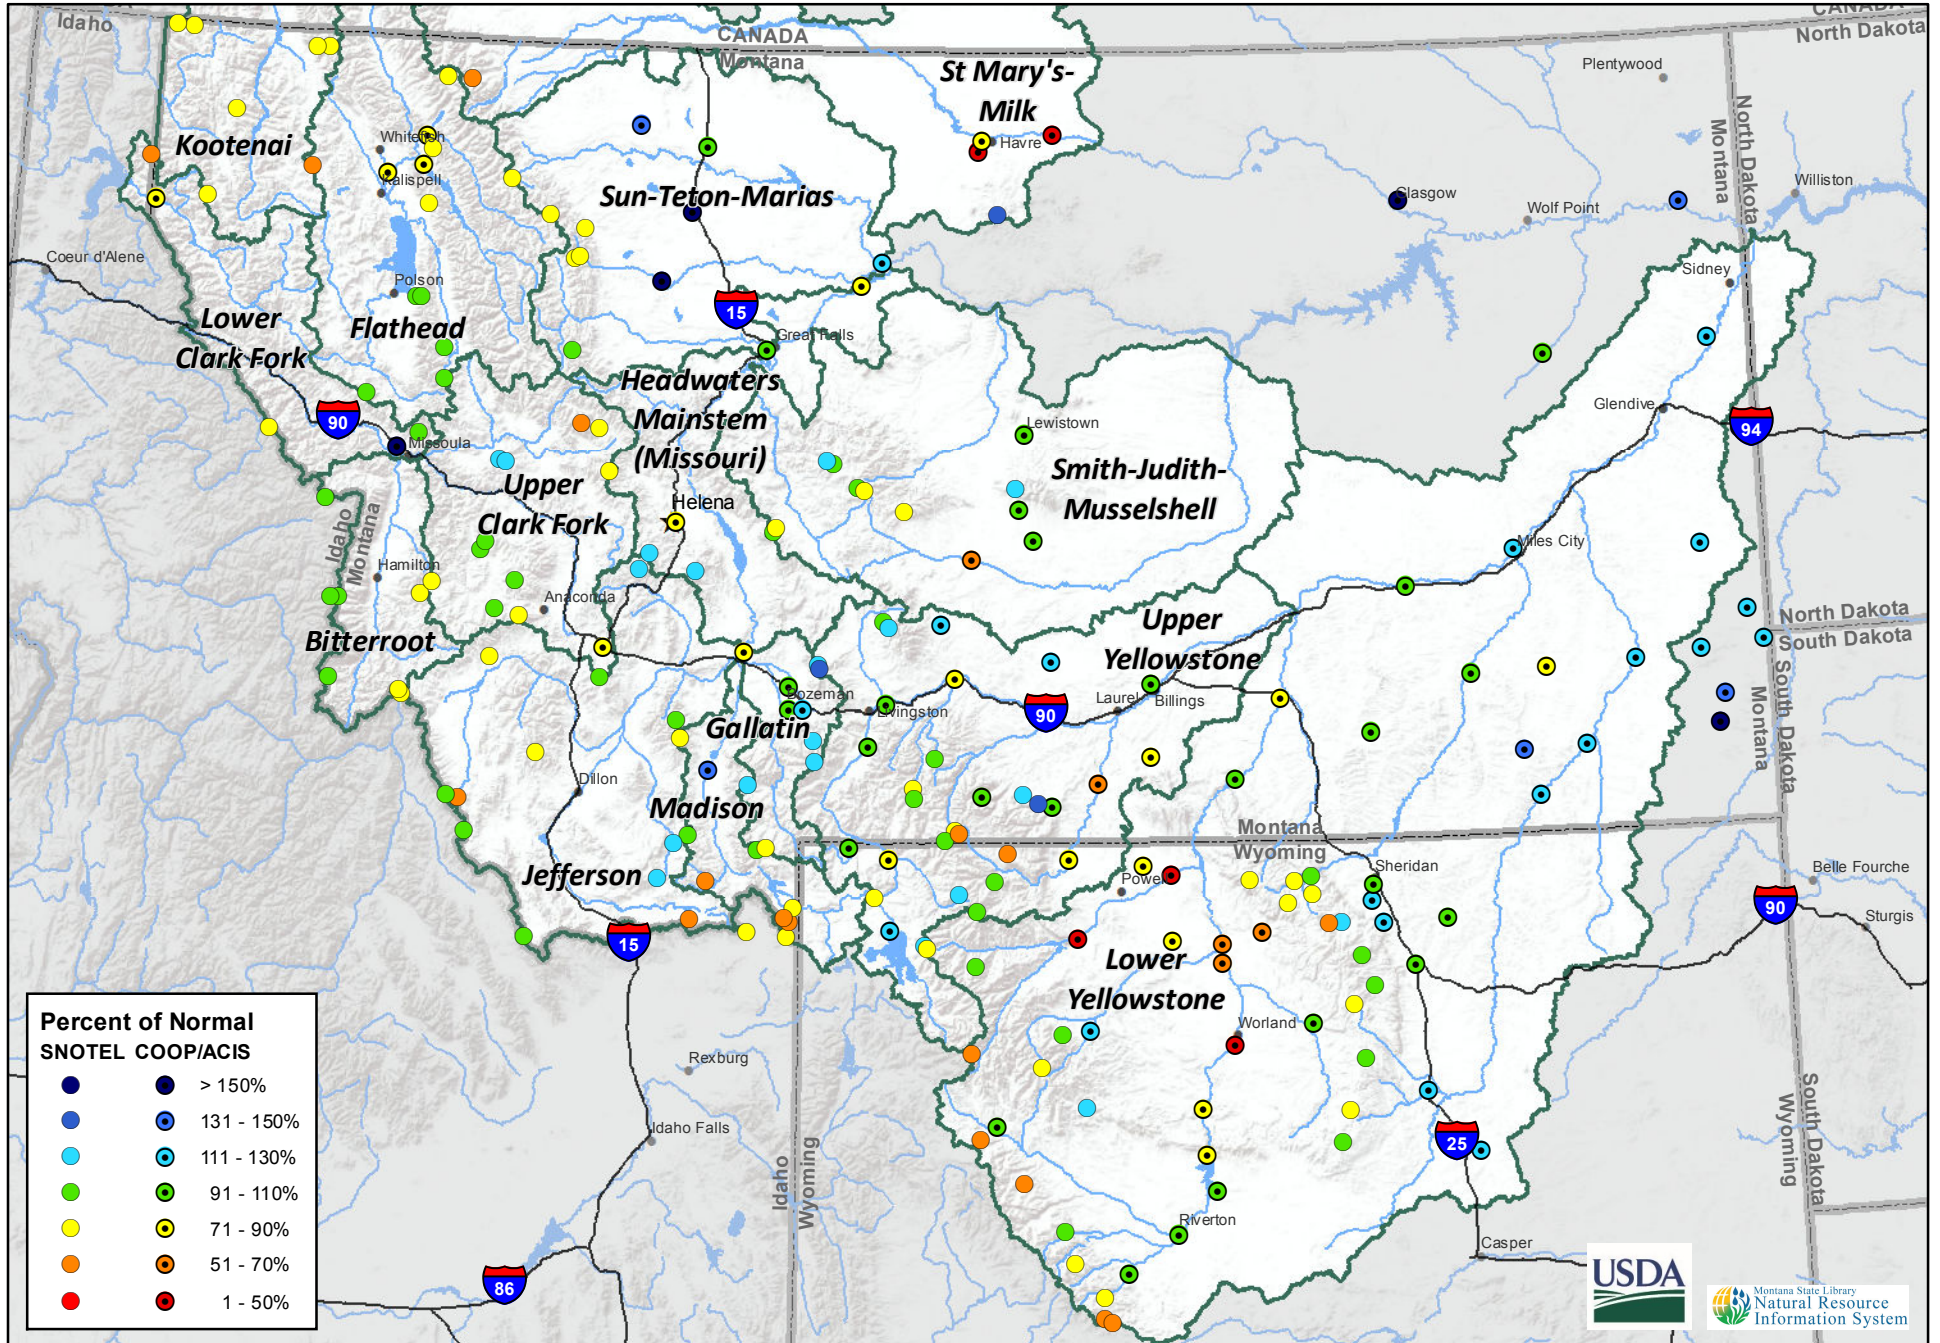 Idaho
CANADA
Montana
CANADA
North Dakota
St Mary's-
Milk
Plentywood
North Dakota
Montana
Kootenai
Whitefish
Havre
Kalispell
Sun-Teton-Marias
Glasgow
Wolf Point
Williston
Coeur d'Alene
Polson
Sidney
Lower
Clark Fork
Flathead
15
Great Falls
Headwaters
Mainstem
(Missouri)
Glendive
90
94
Missoula
Lewistown
Smith-Judith-
Musselshell
Upper
Clark Fork
Helena
Idaho
Montana
Hamilton
Anaconda
Miles City
North Dakota
South Dakota
Bitterroot
Upper
Yellowstone
Bozeman
Livingston
Laurel
Billings
90
Gallatin
South Dakota
Montana
Dillon
Madison
Montana
Wyoming
Jefferson
Powell
Sheridan
Belle Fourche
90
Sturgis
15
Lower
Yellowstone
Worland
Percent of Normal
SNOTEL COOP/ACIS
> 150%
131 - 150%
111 - 130%
91 - 110%
71 - 90%
51 - 70%
1 - 50%
Rexburg
Idaho Falls
Idaho
Wyoming
25
South Dakota
Wyoming
Riverton
Casper
86
USDA
Montana State Library
Natural Resource
Information System